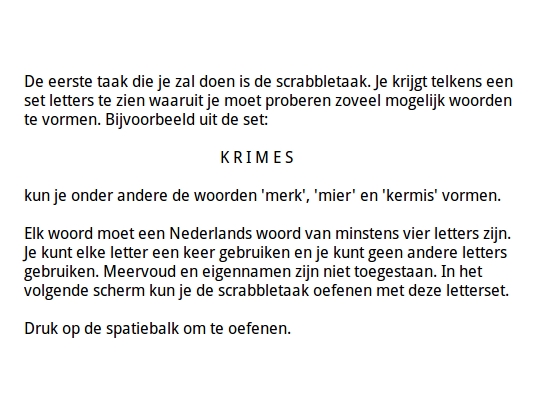 De eerste taak die je zal doen is de scrabbletaak. Je krijgt telkens een
set letters te zien waaruit je moet proberen zoveel mogelijk woorden
te vormen. Bijvoorbeeld uit de set:
K R I M E S
kun je onder andere de woorden 'merk', 'mier' en 'kermis' vormen.
Elk woord moet een Nederlands woord van minstens vier letters zijn.
Je kunt elke letter een keer gebruiken en je kunt geen andere letters
gebruiken. Meervoud en eigennamen zijn niet toegestaan. In het
volgende scherm kun je de scrabbletaak oefenen met deze letterset.
Druk op de spatiebalk om te oefenen.